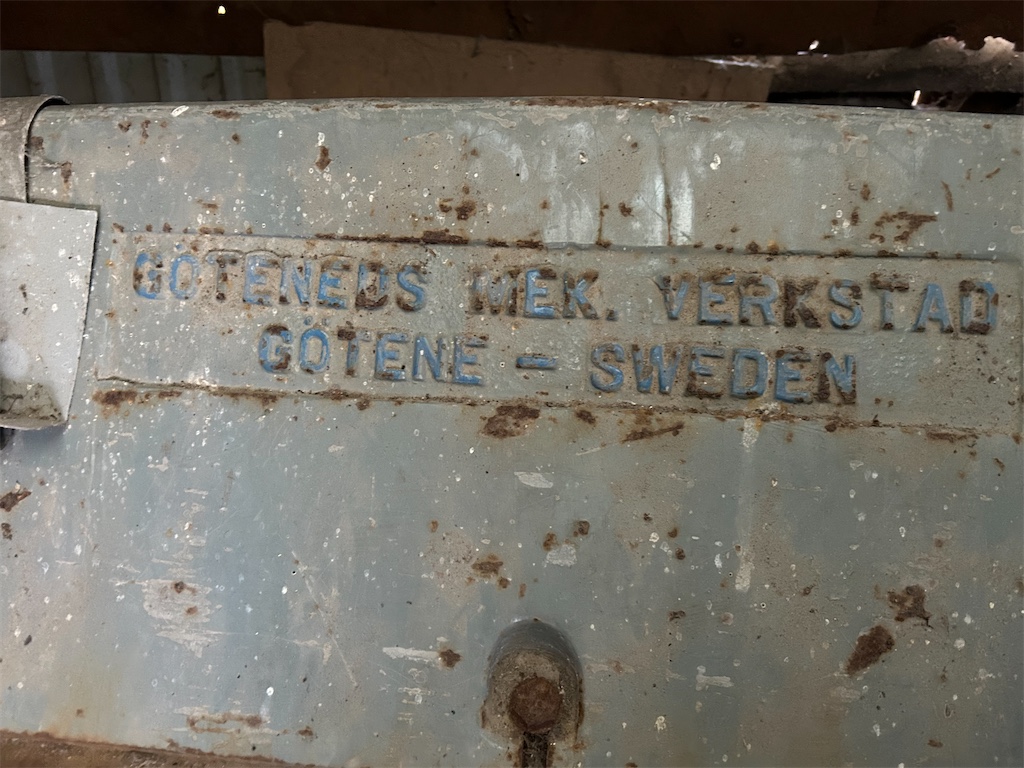 GÖTENEDS MEK. VERKSTAD
GÖTENE – SWEDEN